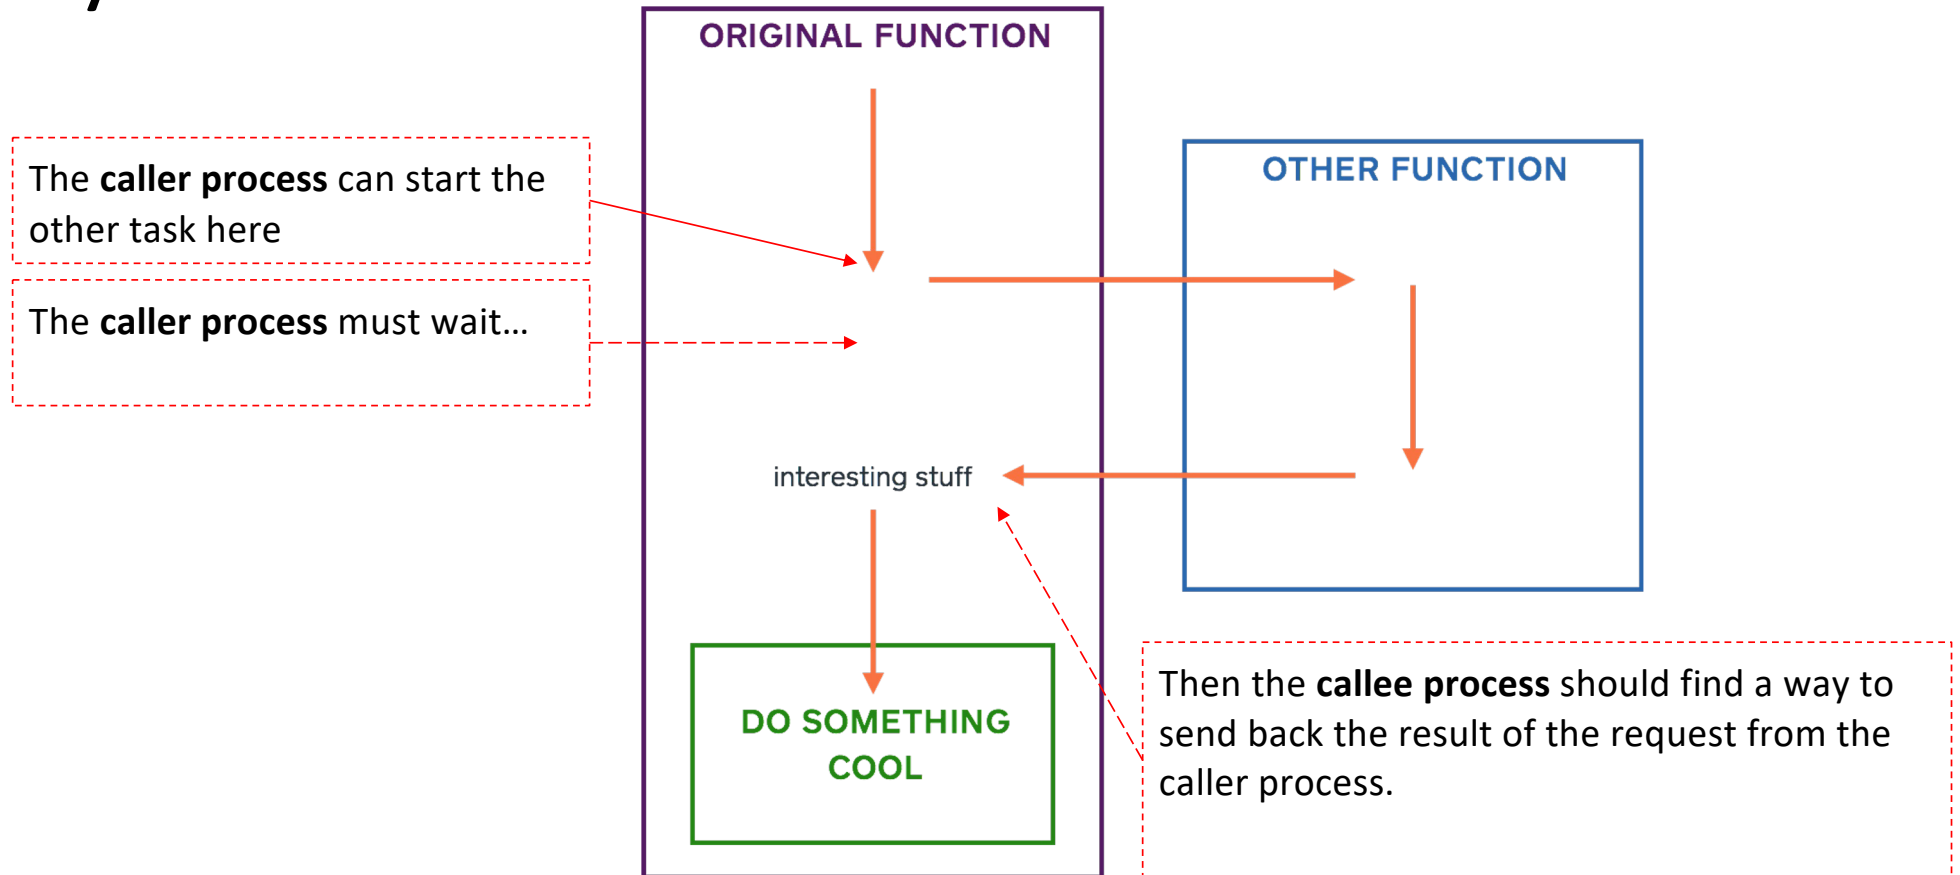 ORIGINAL FUNCTION
The caller process can start the
other task here
OTHER FUNCTION
The caller process must wait…
interesting stuff
Then the callee process should find a way to
send back the result of the request from the
caller process.
DO SOMETHING
COOL